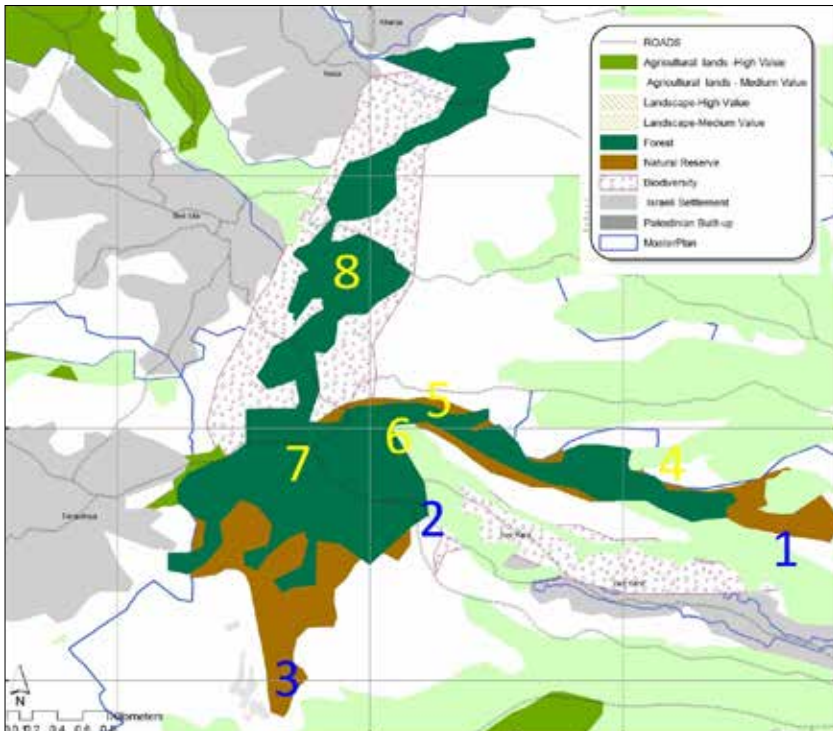 ROADS
Agricultural lands -High Value
Agricultural lands - Medium Value
Landscape-High Value
Landscape-Medium Value
Forest
Natural Reserve
Biodiversity
Israeli Settlement
Palestinian Built-up
MasterPlan
8
5
6
7
4
2
1
3
N